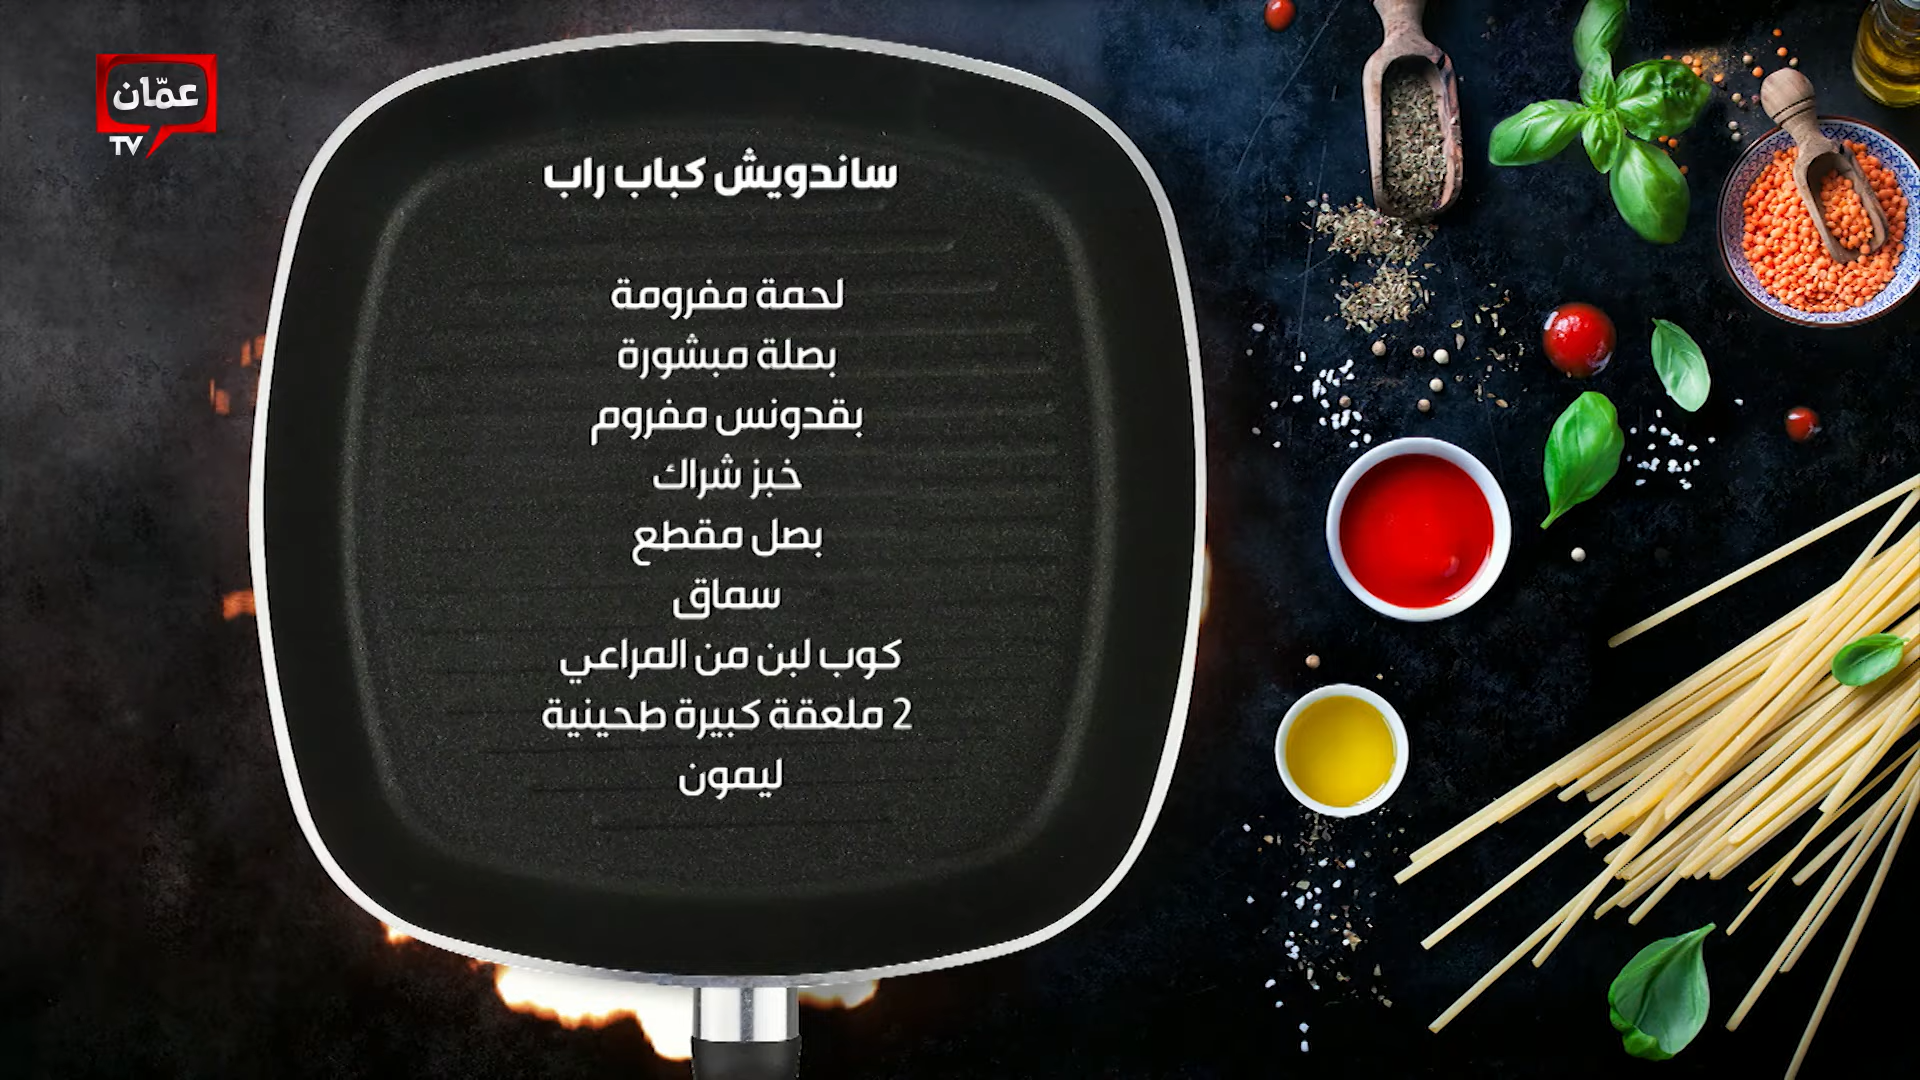 عمّان
TV
ساندويش كباب راب
لحمة مفرومة
بصلة مبشورة
بقدونس مفروم
خبز شراك
بصل مقطع
سماق
كوب لبن من المراعي
2 ملعقة كبيرة طحينية
ليمون